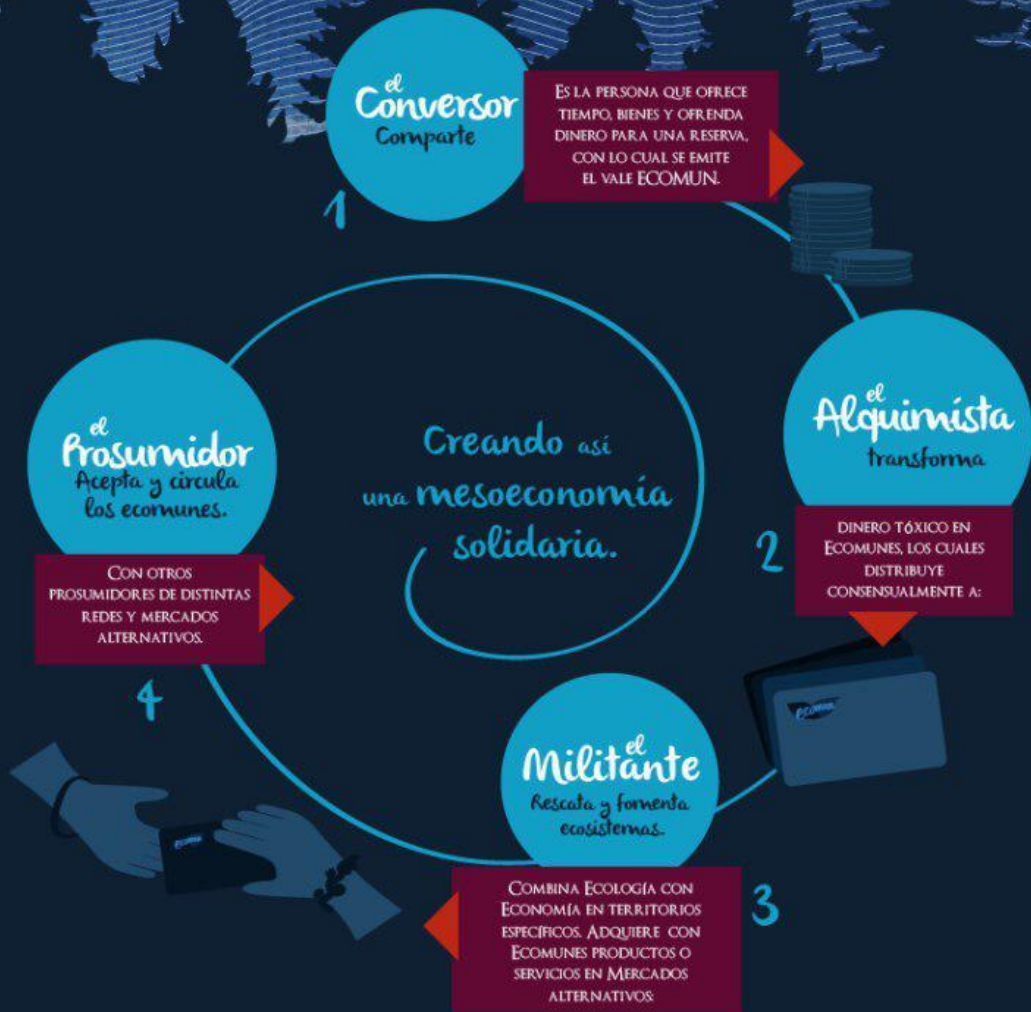 el
Conversor
Comparte
ES LA PERSONA QUE OFRECE
TIEMPO, BIENES Y OFRENDA
DINERO PARA UNA RESERVA,
CON LO CUAL SE EMITE
EL VALE ECOMUN.
1
el
Alquimista
transforma
2
DINERO TÓXICO EN
ECOMUNES, LOS CUALES
DISTRIBUYE
CONSENSUALMENTE A:
ecomun
el
Militante
Rescata y fomenta
ecosistemas.
3
COMBINA ECOLOGÍA CON
ECONOMÍA EN TERRITORIOS
ESPECÍFICOS. ADQUIERE CON
ECOMUNES PRODUCTOS O
SERVICIOS EN MERCADOS
ALTERNATIVOS:
el
Prosumidor
Acepta y circula
los ecomunes.
CON OTROS
PROSUMIDORES DE DISTINTAS
REDES Y MERCADOS
ALTERNATIVOS.
4
ecomun
Creando así
una mesoeconomía
solidaria.